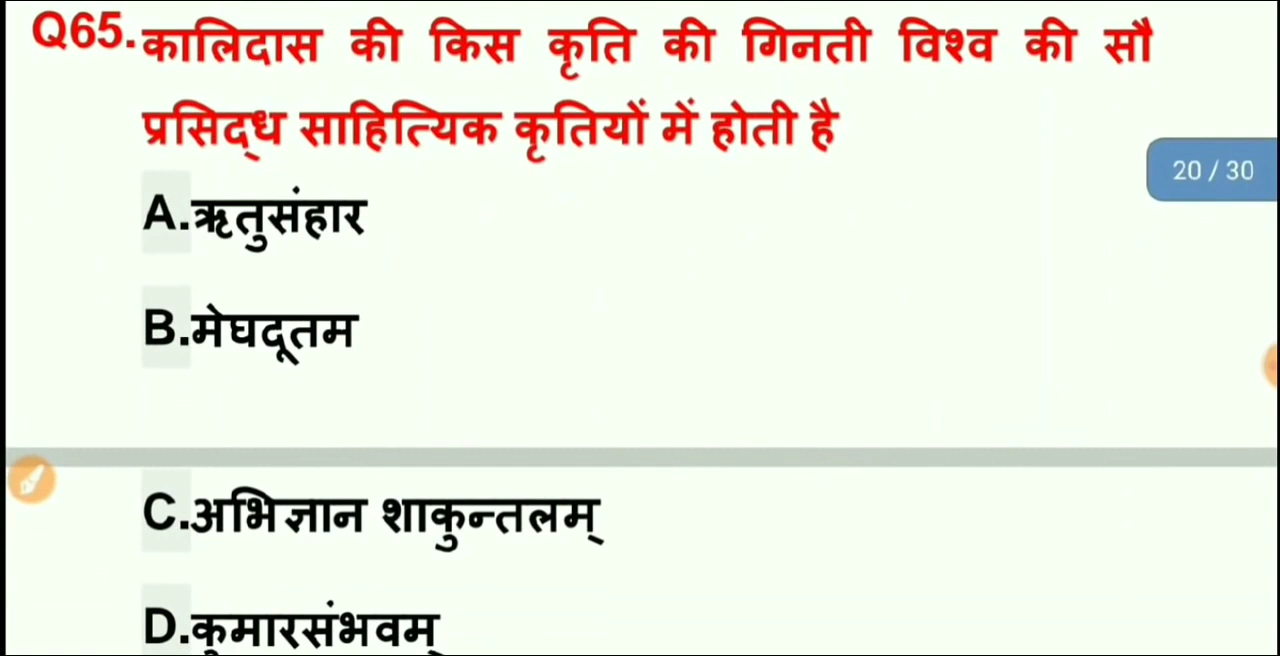 Q65. कालिदास की किस कृति की गिनती विश्व की सौ
प्रसिद्ध साहित्यिक कृतियों में होती है
20 / 30
A.ऋतुसंहार
B.मेघदूतम
C.अभिज्ञान शाकुन्तलम्
D.कुमारसंभवम्